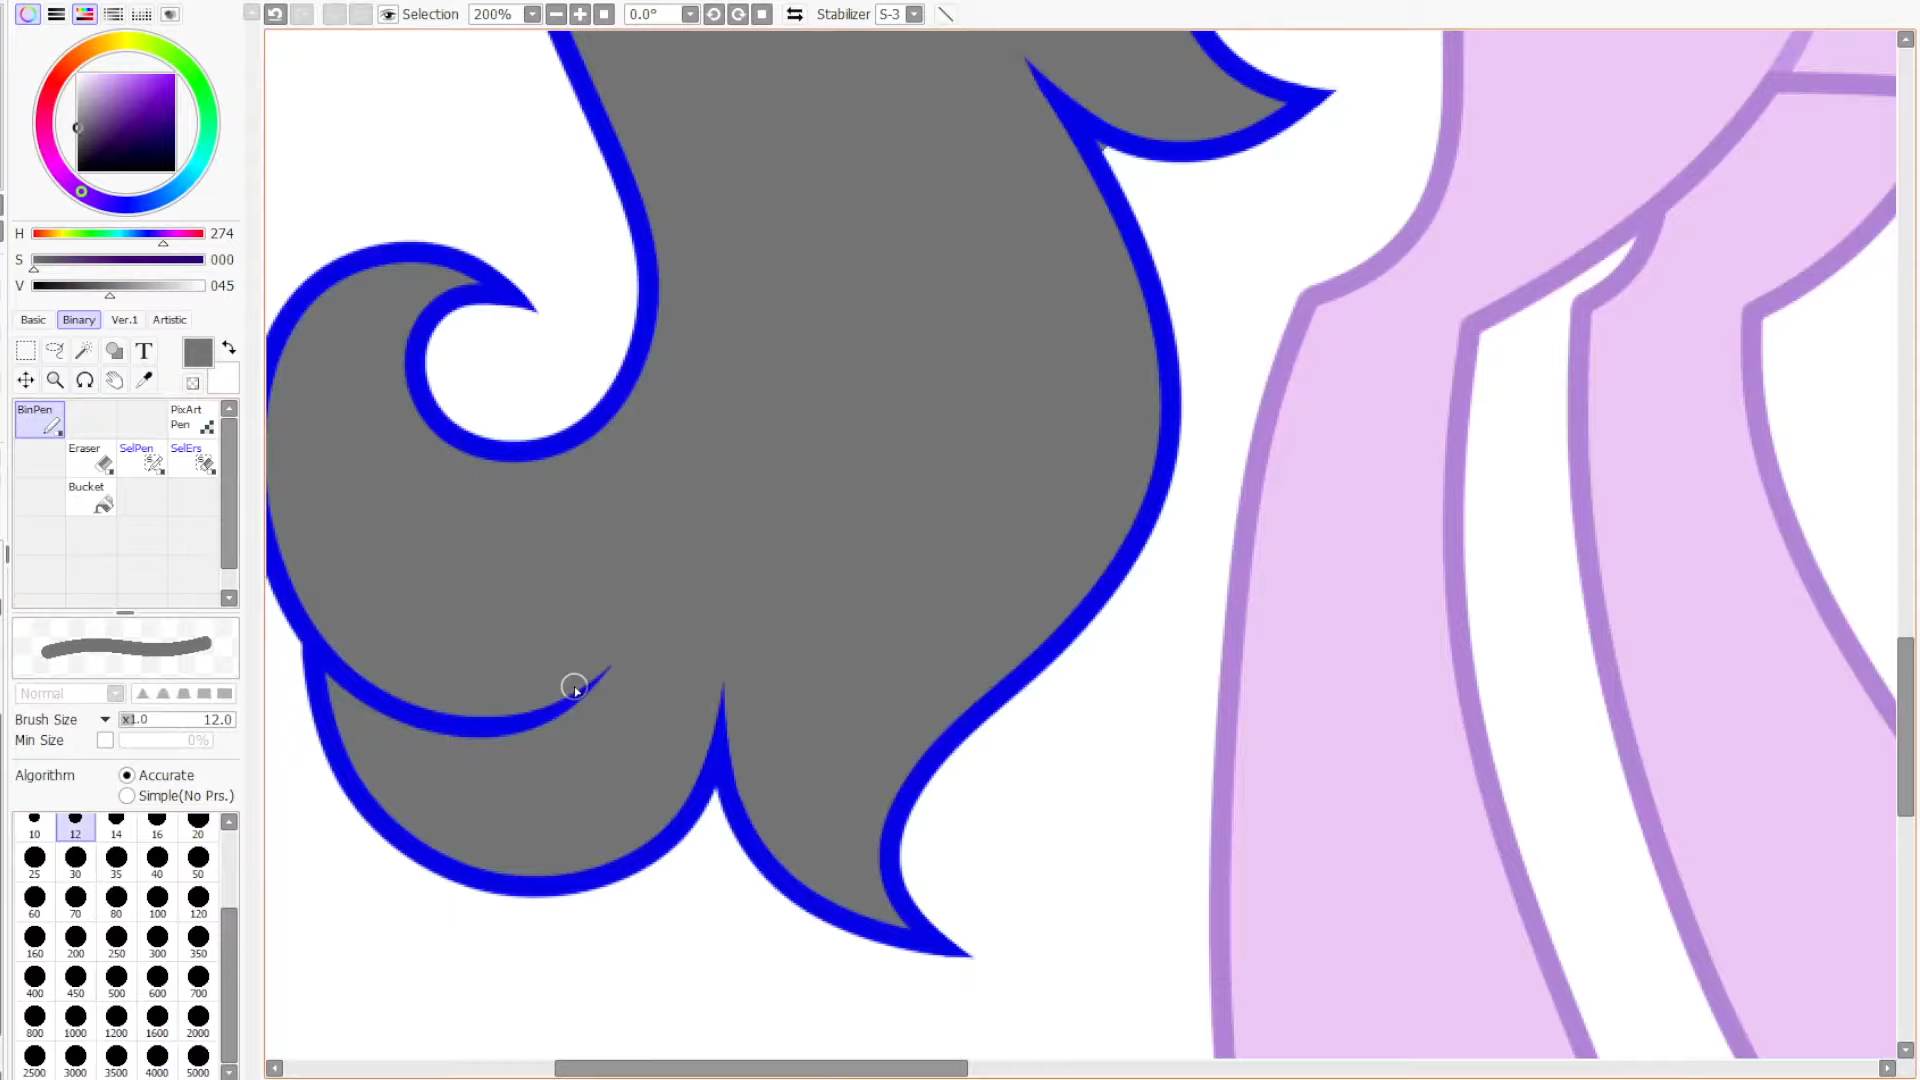 Selection 200% 0.0° Stabilizer S-3
H 274
S 000
V 045
Basic Binary Ver.1 Artistic
T
BinPen PixArt
Pen
Eraser SelPen SelErs
Bucket
Normal
Brush Size x1.0 12.0
Min Size 0%
Algorithm Accurate
Simple(No Prs.)
10 12 14 16 20
25 30 35 40 50
60 70 80 100 120
160 200 250 300 350
400 450 500 600 700
800 1000 1200 1600 2000
2500 3000 3500 4000 5000